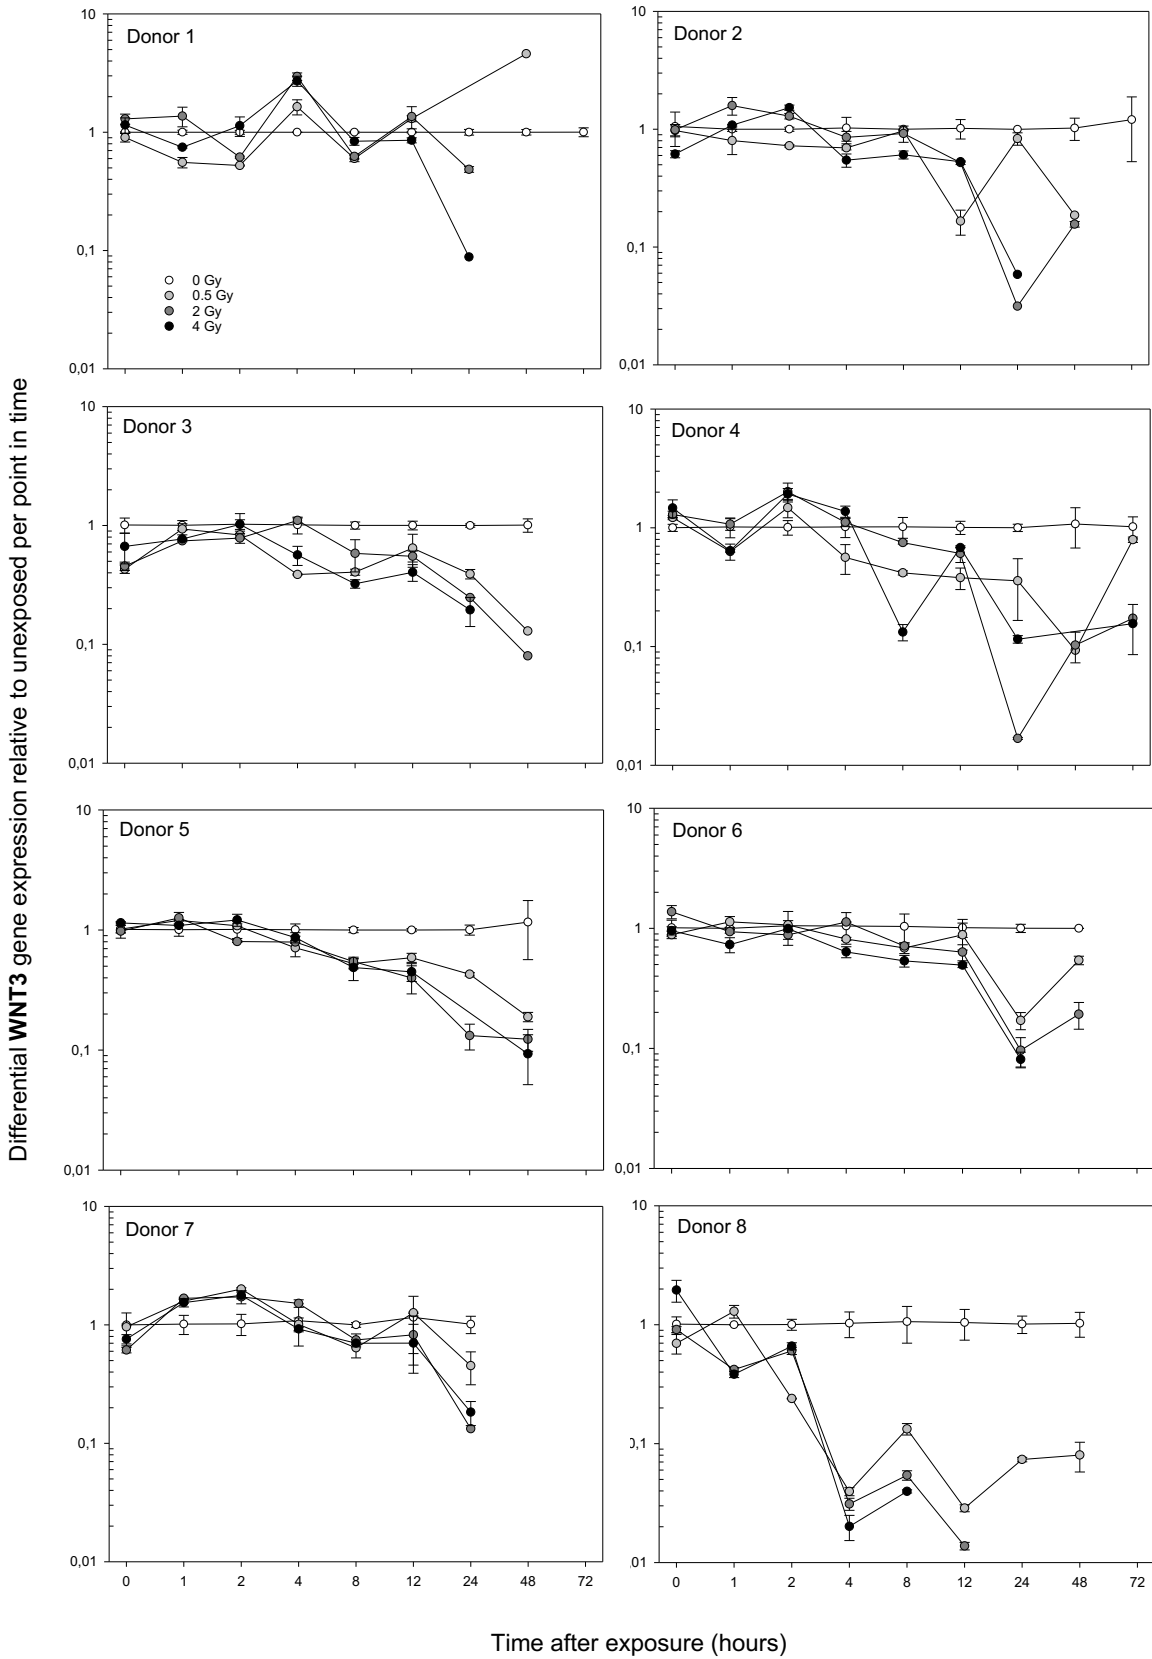 Differential WNT3 gene expression relative to unexposed per point in time
10
Donor 1
1
0,1
0 Gy
0.5 Gy
2 Gy
4 Gy
0,01
10
Donor 2
1
0,1
0,01
10
Donor 3
1
0,1
0,01
10
Donor 4
1
0,1
0,01
10
Donor 5
1
0,1
0,01
10
Donor 6
1
0,1
0,01
10
Donor 7
1
0,1
0,01
0 1 2 4 8 12 24 48 72
10
Donor 8
1
),1
,01
0 1 2 4 8 12 24 48 72
Time after exposure (hours)